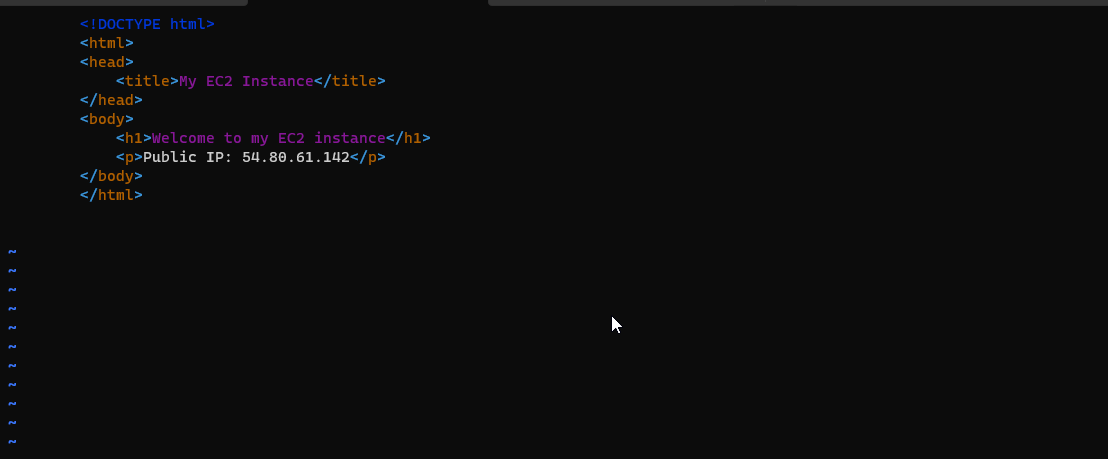 <!DOCTYPE html>
<html>
<head>
    <title>My EC2 Instance</title>
</head>
<body>
    <h1>Welcome to my EC2 instance</h1>
    <p>Public IP: 54.80.61.142</p>
</body>
</html>
~
~
~
~
~
~
~
~
~
~
~